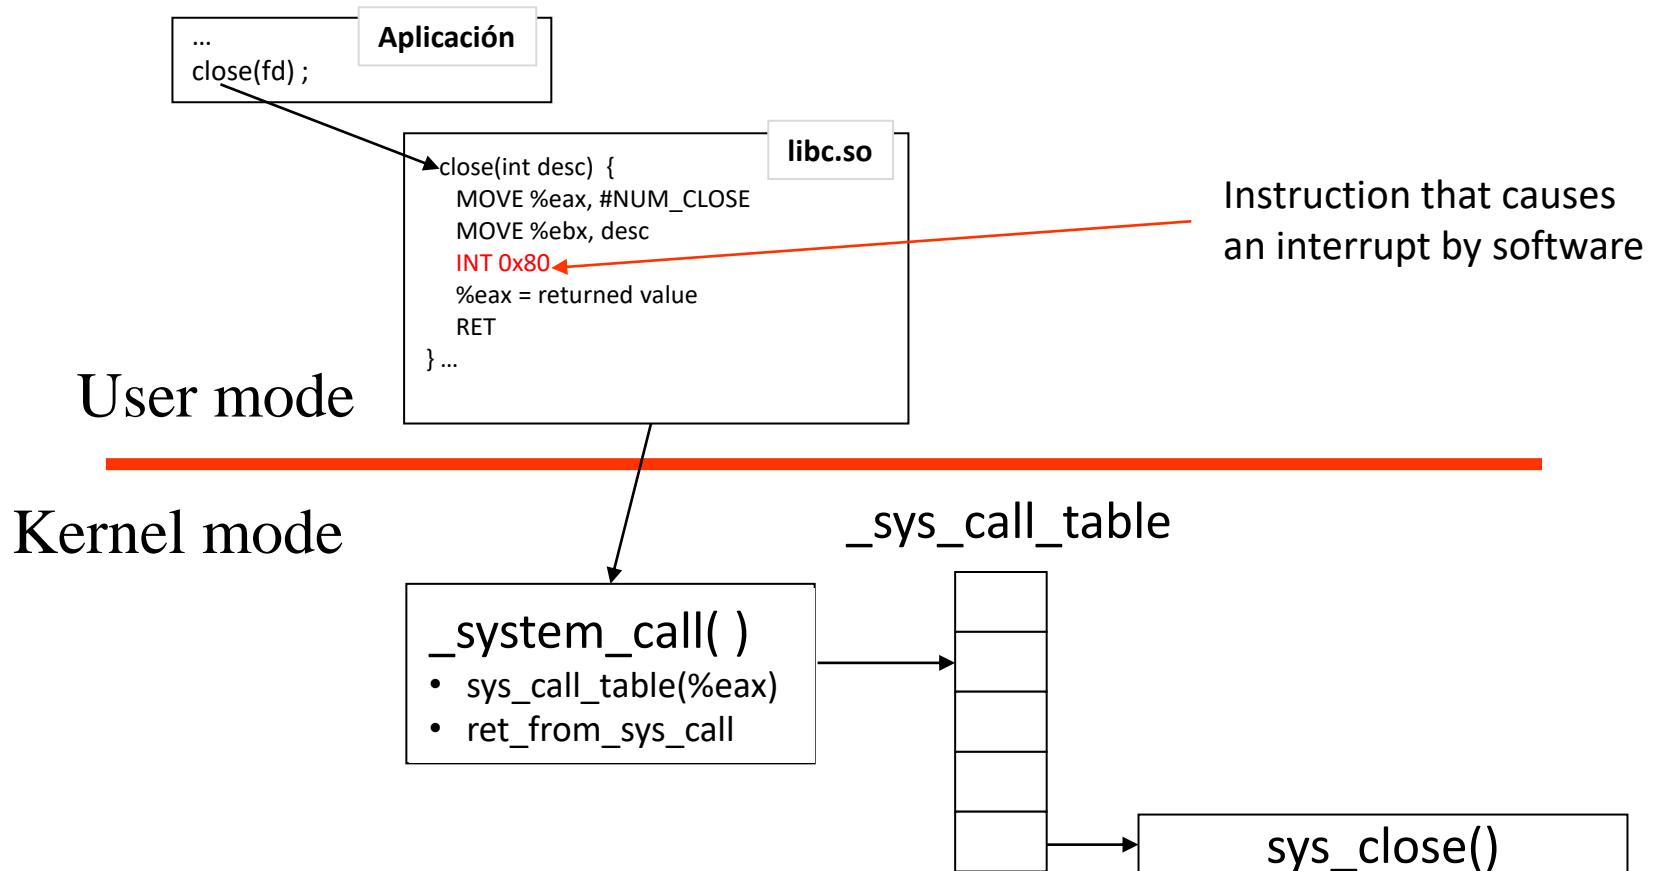 Aplicación
...
close(fd) ;
libc.so
close(int desc) {
MOVE %eax, #NUM_CLOSE
MOVE %ebx, desc
INT 0x80
%eax = returned value
RET
} ...
Instruction that causes
an interrupt by software
User mode
Kernel mode
_sys_call_table
_system_call( )
• sys_call_table(%eax)
• ret_from_sys_call
sys_close()